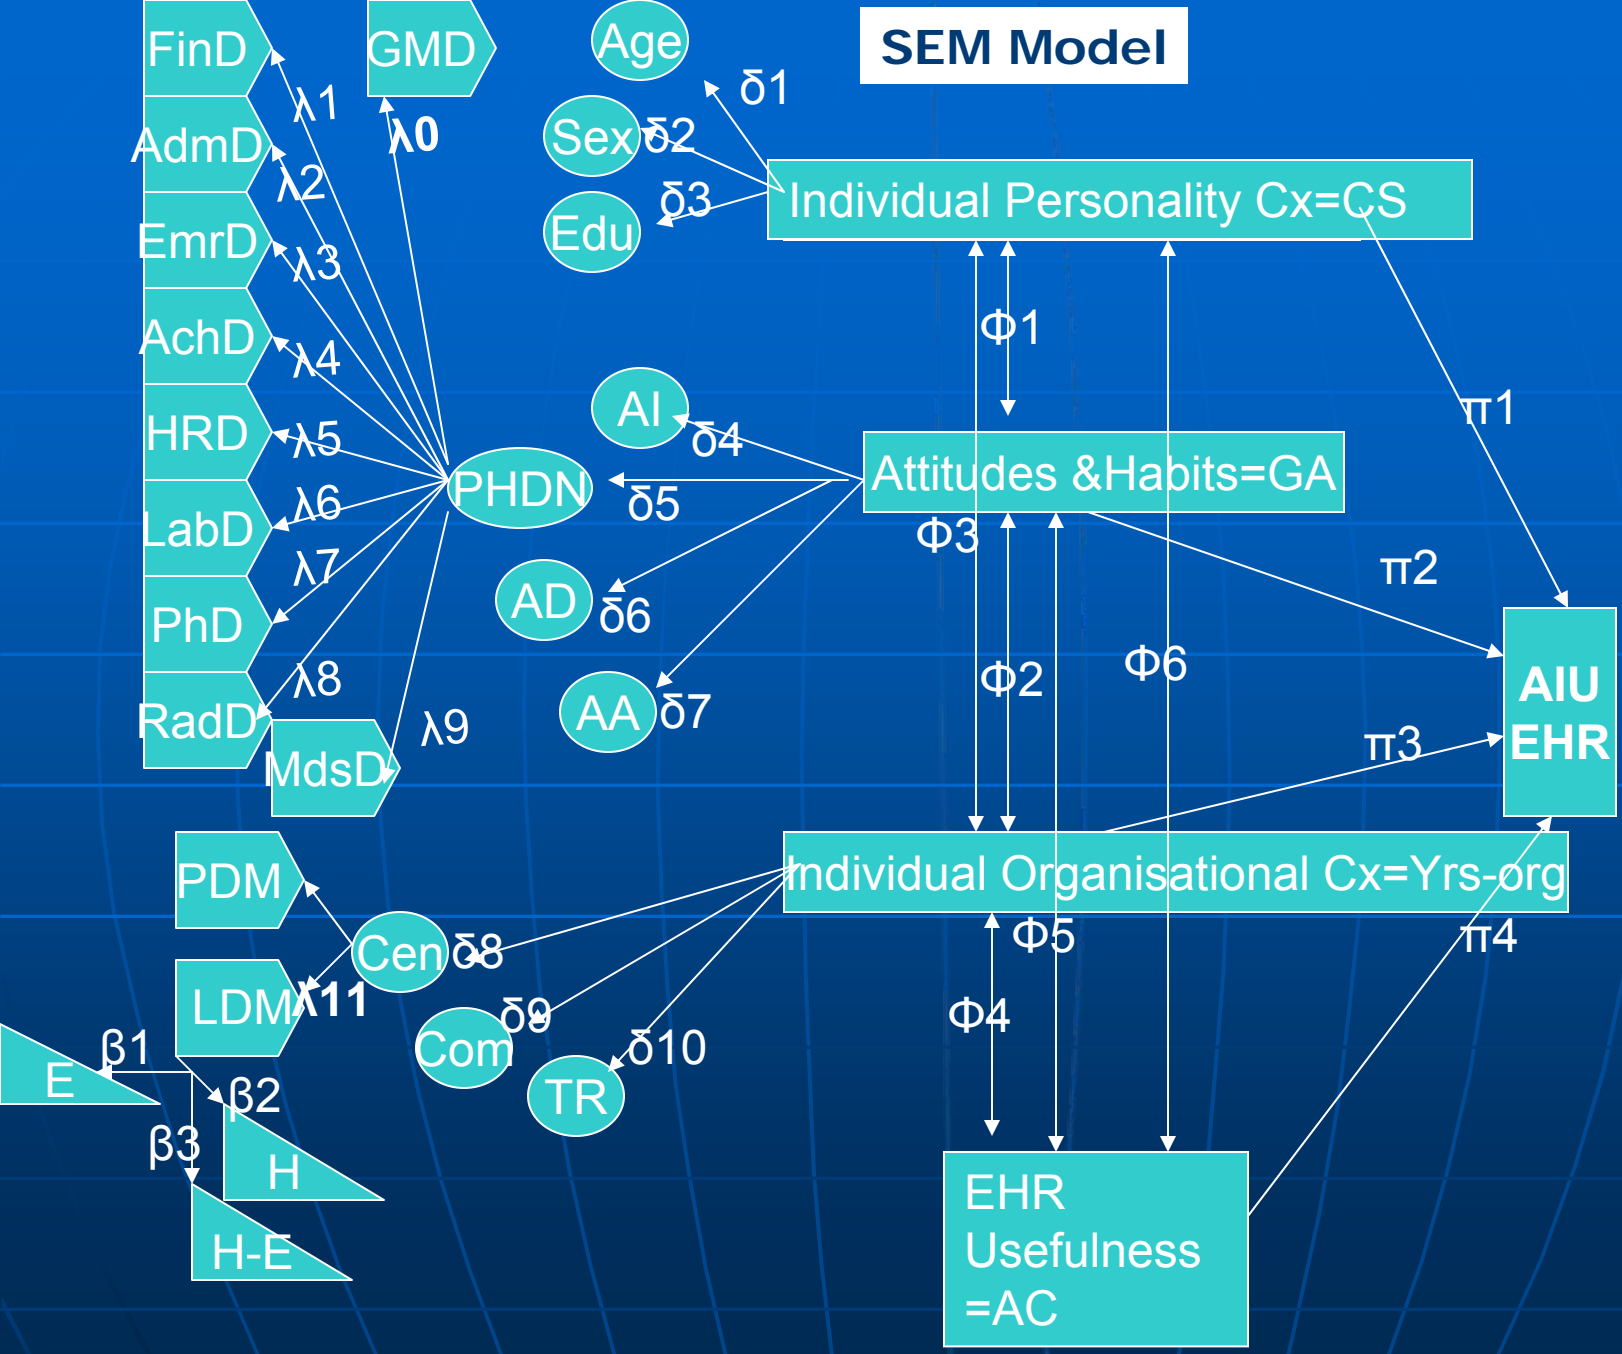 SEM Model
FinD
GMD
Age
δ1
λ1
λ0
AdmD
Sex
δ2
λ2
δ3
Individual Personality Cx=CS
EmrD
λ3
Edu
Φ1
AchD
λ4
AI
π1
HRD
λ5
δ4
PHDN
Attitudes &Habits=GA
λ6
δ5
LabD
Φ3
λ7
π2
AD
δ6
PhD
λ8
Φ2
Φ6
AIU
EHR
RadD
λ9
AA
δ7
π3
MdsD
PDM
Individual Organisational Cx=Yrs-org
Cen
δ8
Φ5
π4
LDM
λ11
δ9
Φ4
Com
δ10
β1
E
β2
TR
β3
H
H-E
EHR
Usefulness
=AC